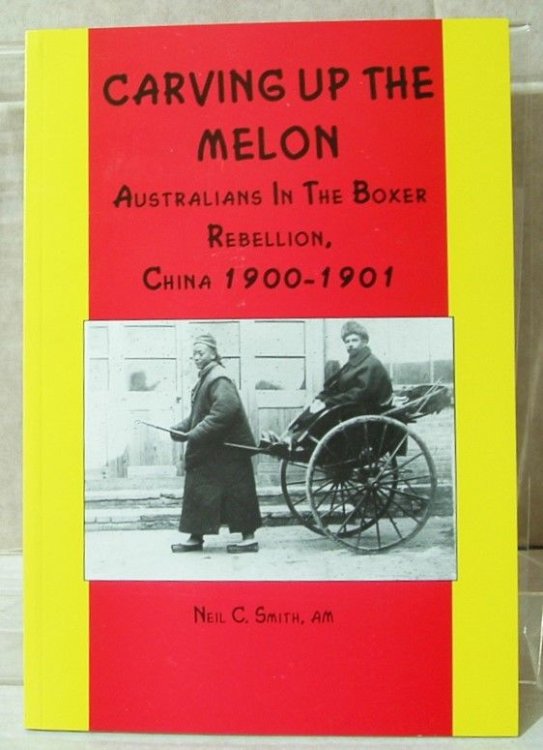 CARVING UP THE
MELON
AUSTRALIANS IN THE BOXER
REBELLION,
CHINA 1900-1901
NEIL C. SMITH, AM